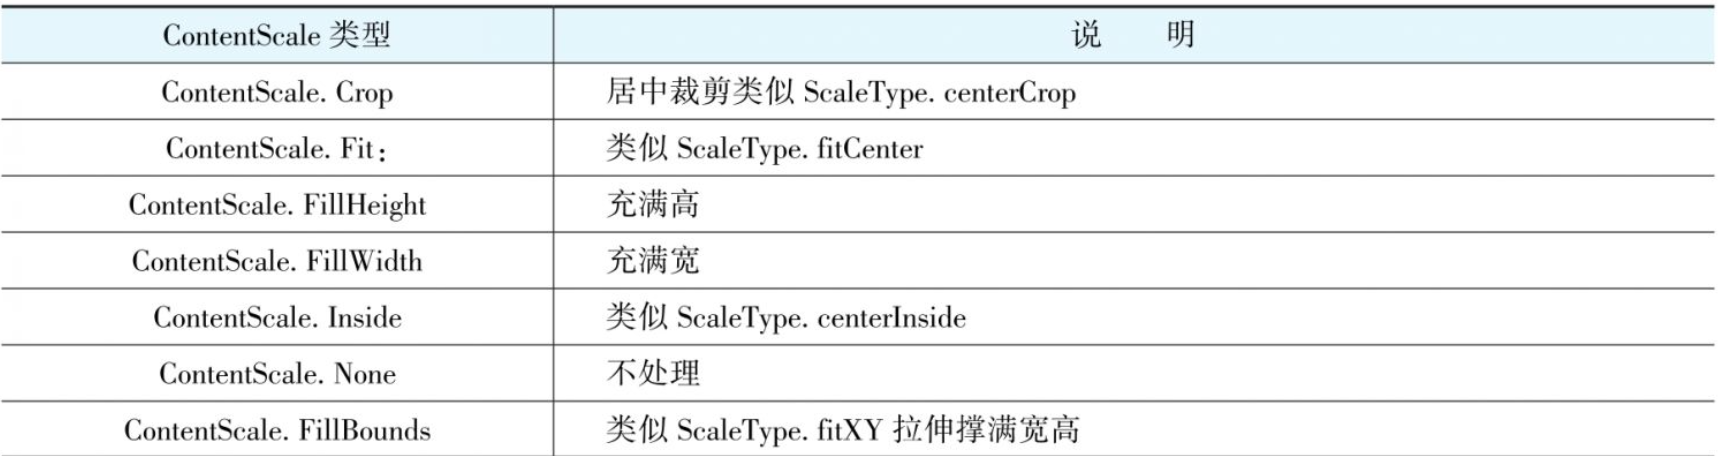 ContentScale 类型 说 明
ContentScale. Crop 居中裁剪类似 ScaleType. centerCrop
ContentScale. Fit： 类似 ScaleType. fitCenter
ContentScale. FillHeight 充满高
ContentScale. FillWidth 充满宽
ContentScale. Inside 类似 ScaleType. centerInside
ContentScale. None 不处理
ContentScale. FillBounds 类似 ScaleType. fitXY 拉伸撑满宽高